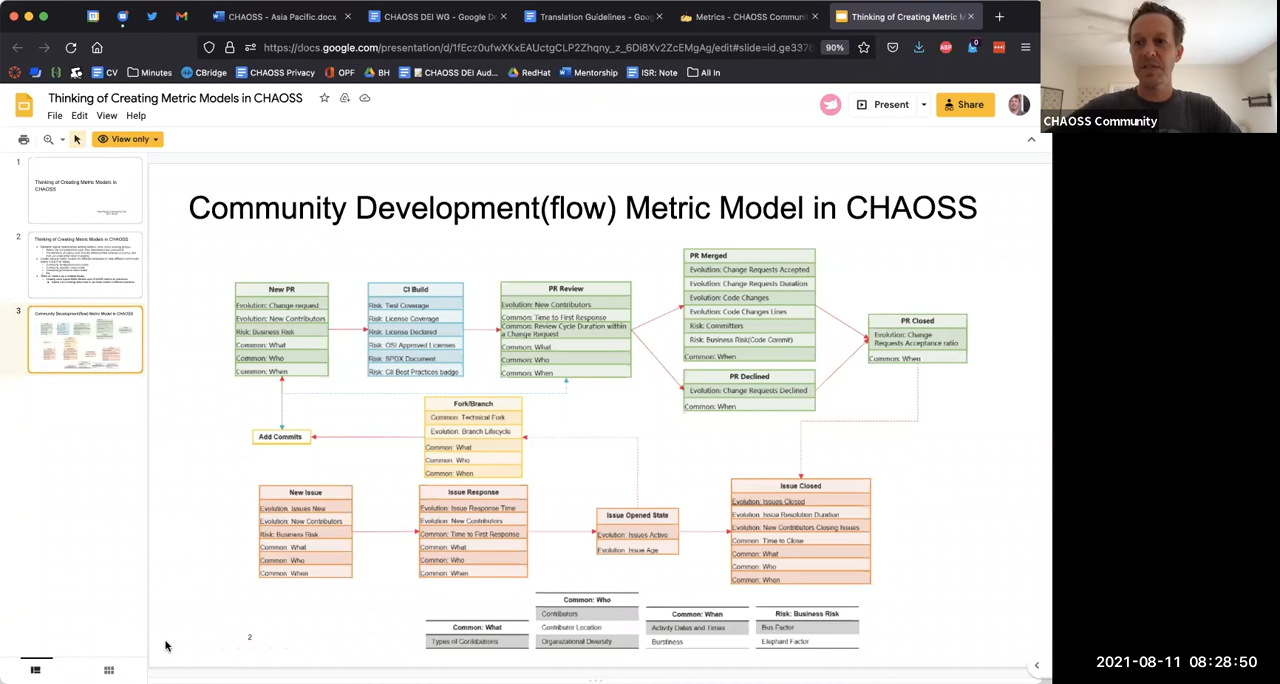 CHAOSS - Asia Pacific.docx
CHAOSS DEI WG - Google D
Translation Guidelines - Goog
Metrics - CHAOSS Communit
Thinking of Creating Metric M
https://docs.google.com/presentation/d/1fEcz0ufwXKxEAUctgCLP2Zhqny_z_6Di8Xv2ZcEMgAg/edit#slide=id.ge337
90%
CV
Minutes
CBridge
CHAOSS Privacy
OPF
BH
CHAOSS DEI Aud...
RedHat
Mentorship
ISR: Note
All In
Thinking of Creating Metric Models in CHAOSS
File Edit View Help
Present
Share
View only
CHAOSS Community
1
Thinking of Creating Metric Models in CHAOSS
2
Thinking of Creating Metric Models in CHAOSS
3
Community Development(flow) Metric Model in CHAOSS
Community Development(flow) Metric Model in CHAOSS
New PR
Evolution: Change request
Evolution: New Contributors
Risk: Business Risk
Common: What
Common: Who
Common: When
CI Build
Risk: Test Coverage
Risk: License Coverage
Risk: License Declared
Risk: OSI Approved Licenses
Risk: SPDX Document
Risk: CII Best Practices badge
PR Review
Evolution: New Contributors
Common: Time to First Response
Common: Review Cycle Duration within
a Change Request
Common: What
Common: Who
Common: When
PR Merged
Evolution: Change Requests Accepted
Evolution: Change Requests Duration
Evolution: Code Changes
Evolution: Code Changes Lines
Risk: Committers
Risk: Business Risk(Code Commit)
Common: When
PR Declined
Evolution: Change Requests Declined
Common: When
PR Closed
Evolution: Change
Requests Acceptance ratio
Common: When
Add Commits
Fork/Branch
Common: Technical Fork
Evolution: Branch Lifecycle
Common: What
Common: Who
Common: When
New Issue
Evolution: Issues New
Evolution: New Contributors
Risk: Business Risk
Common: What
Common: Who
Common: When
Issue Response
Evolution: Issue Response Time
Evolution: New Contributors
Common: Time to First Response
Common: What
Common: Who
Common: When
Issue Opened State
Evolution: Issues Active
Evolution: Issue Age
Issue Closed
Evolution: Issues Closed
Evolution: Issue Resolution Duration
Evolution: New Contributors Closing Issues
Common: Time to Close
Common: What
Common: Who
Common: When
Common: What
Types of Contributions
Common: Who
Contributors
Contributor Location
Organizational Diversity
Common: When
Activity Dates and Times
Burstiness
Risk: Business Risk
Bus Factor
Elephant Factor
2
2021-08-11 08:28:50